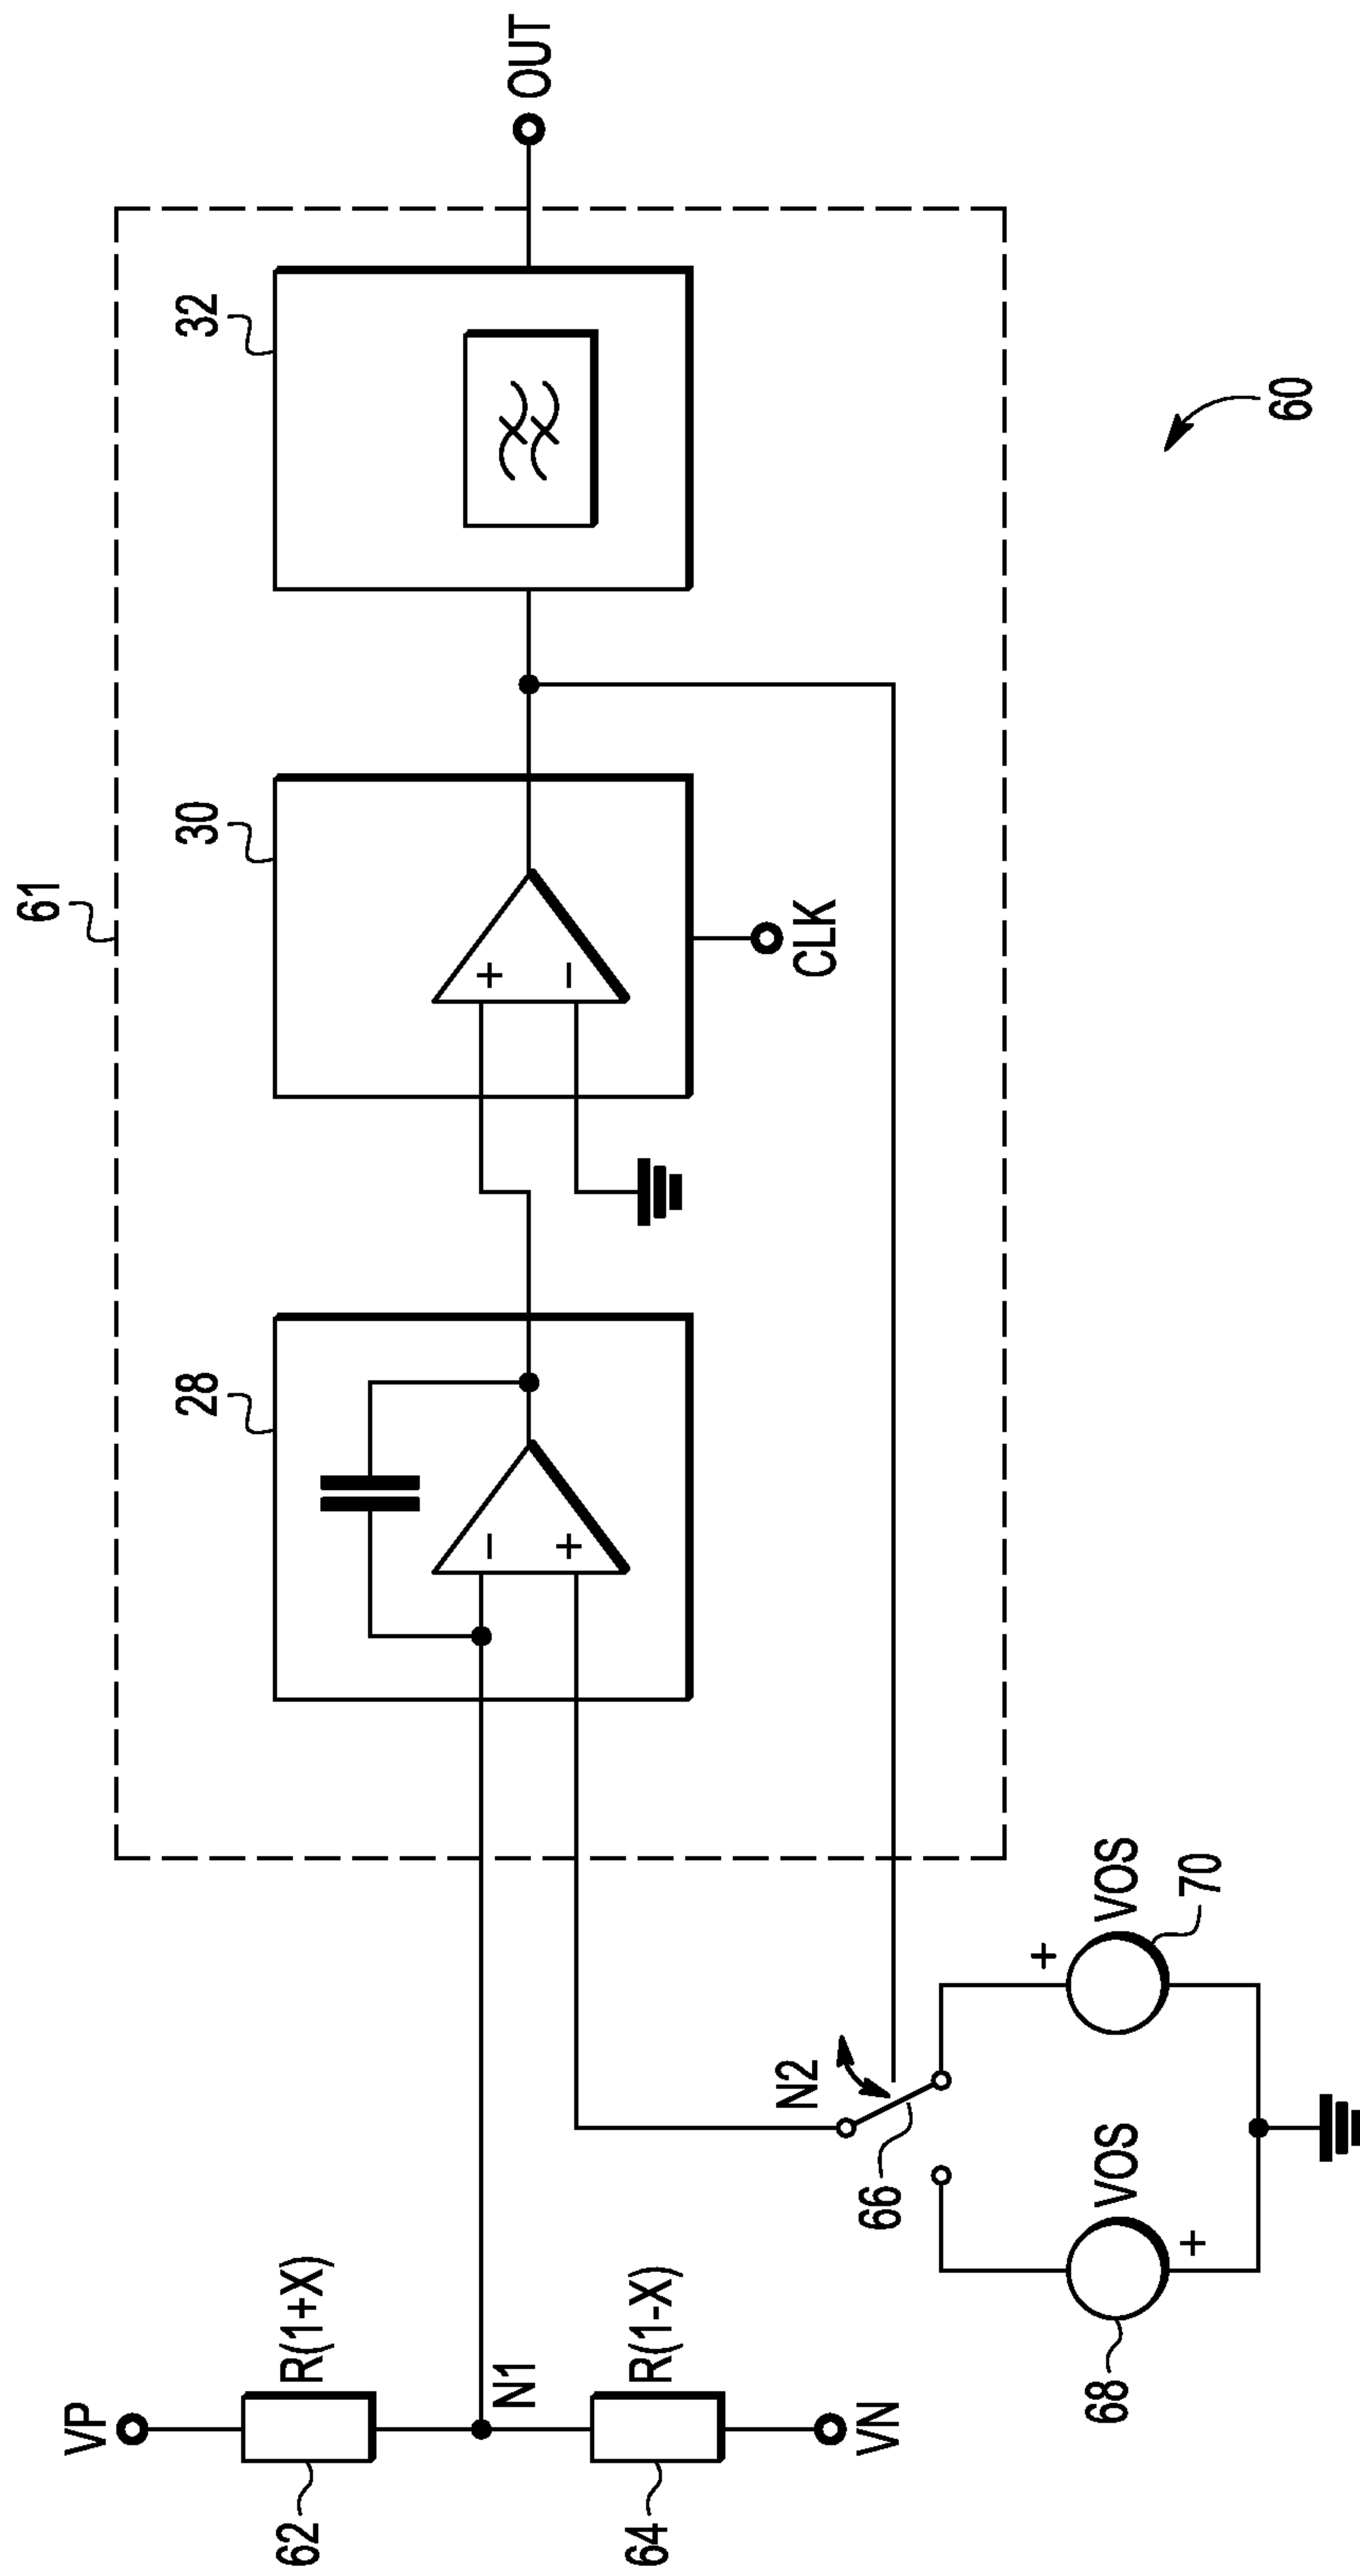 61
28
30
32
OUT
CLK
VP
R(1+X)
62
N1
R(1-X)
64
VN
N2
66
VOS
68
VOS
70
+
+
-
+
+
-
60